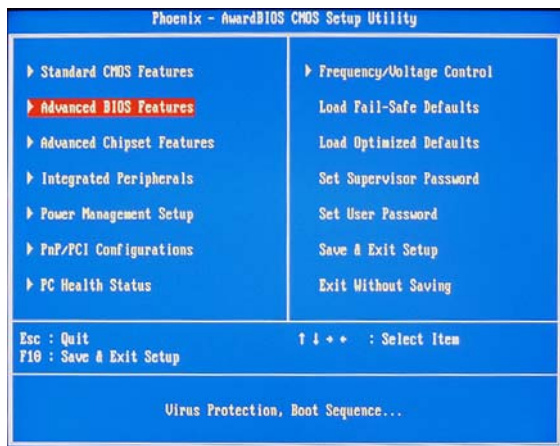 Phoenix - AwardBIOS CMOS Setup Utility
▶ Standard CMOS Features
▶ Advanced BIOS Features
▶ Advanced Chipset Features
▶ Integrated Peripherals
▶ Power Management Setup
▶ PnP/PCI Configurations
▶ PC Health Status
▶ Frequency/Voltage Control
Load Fail-Safe Defaults
Load Optimized Defaults
Set Supervisor Password
Set User Password
Save & Exit Setup
Exit Without Saving
Esc : Quit
F10 : Save & Exit Setup
↑ ↓ → ← : Select Item
Virus Protection, Boot Sequence...